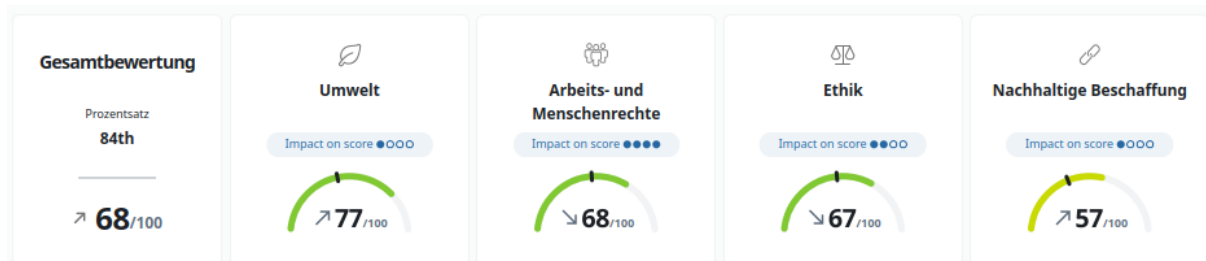 Gesamtbewertung
Prozentsatz
84th
68/100
Umwelt
Impact on score
77/100
Arbeits- und
Menschenrechte
Impact on score
68/100
Ethik
Impact on score
67/100
Nachhaltige Beschaffung
Impact on score
57/100